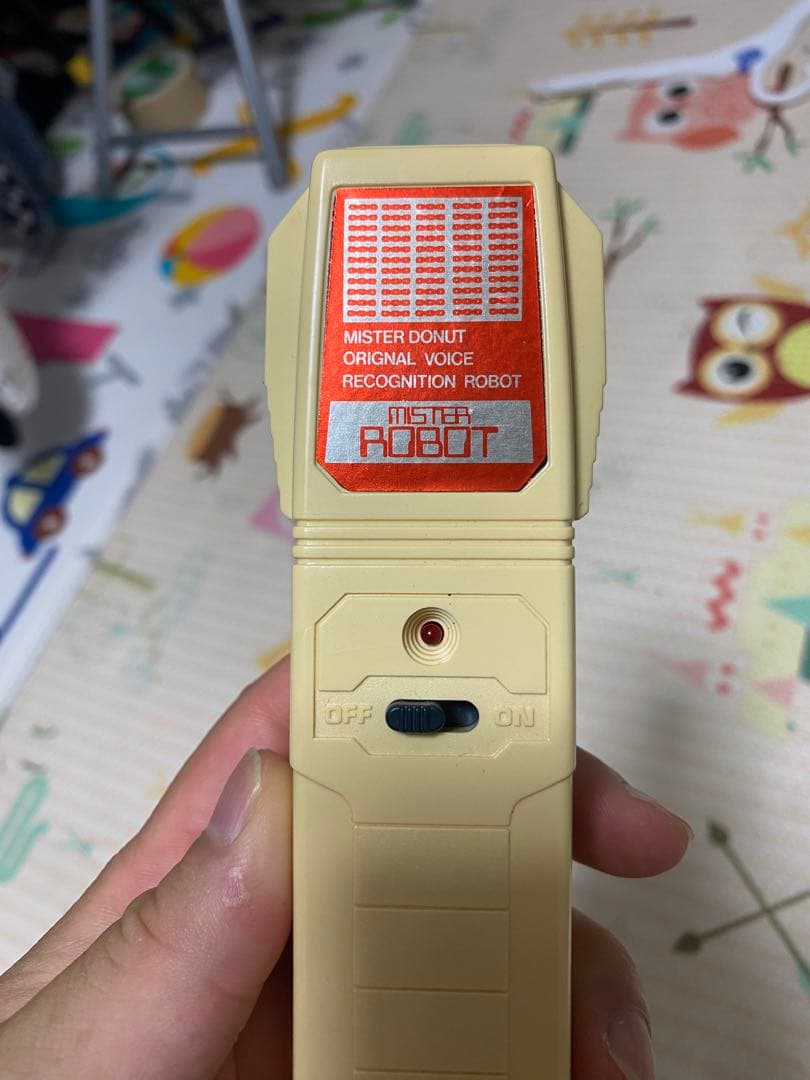 MISTER DONUT
ORIGNAL VOICE
RECOGNITION ROBOT
MISTER
ROBOT
OFF ON